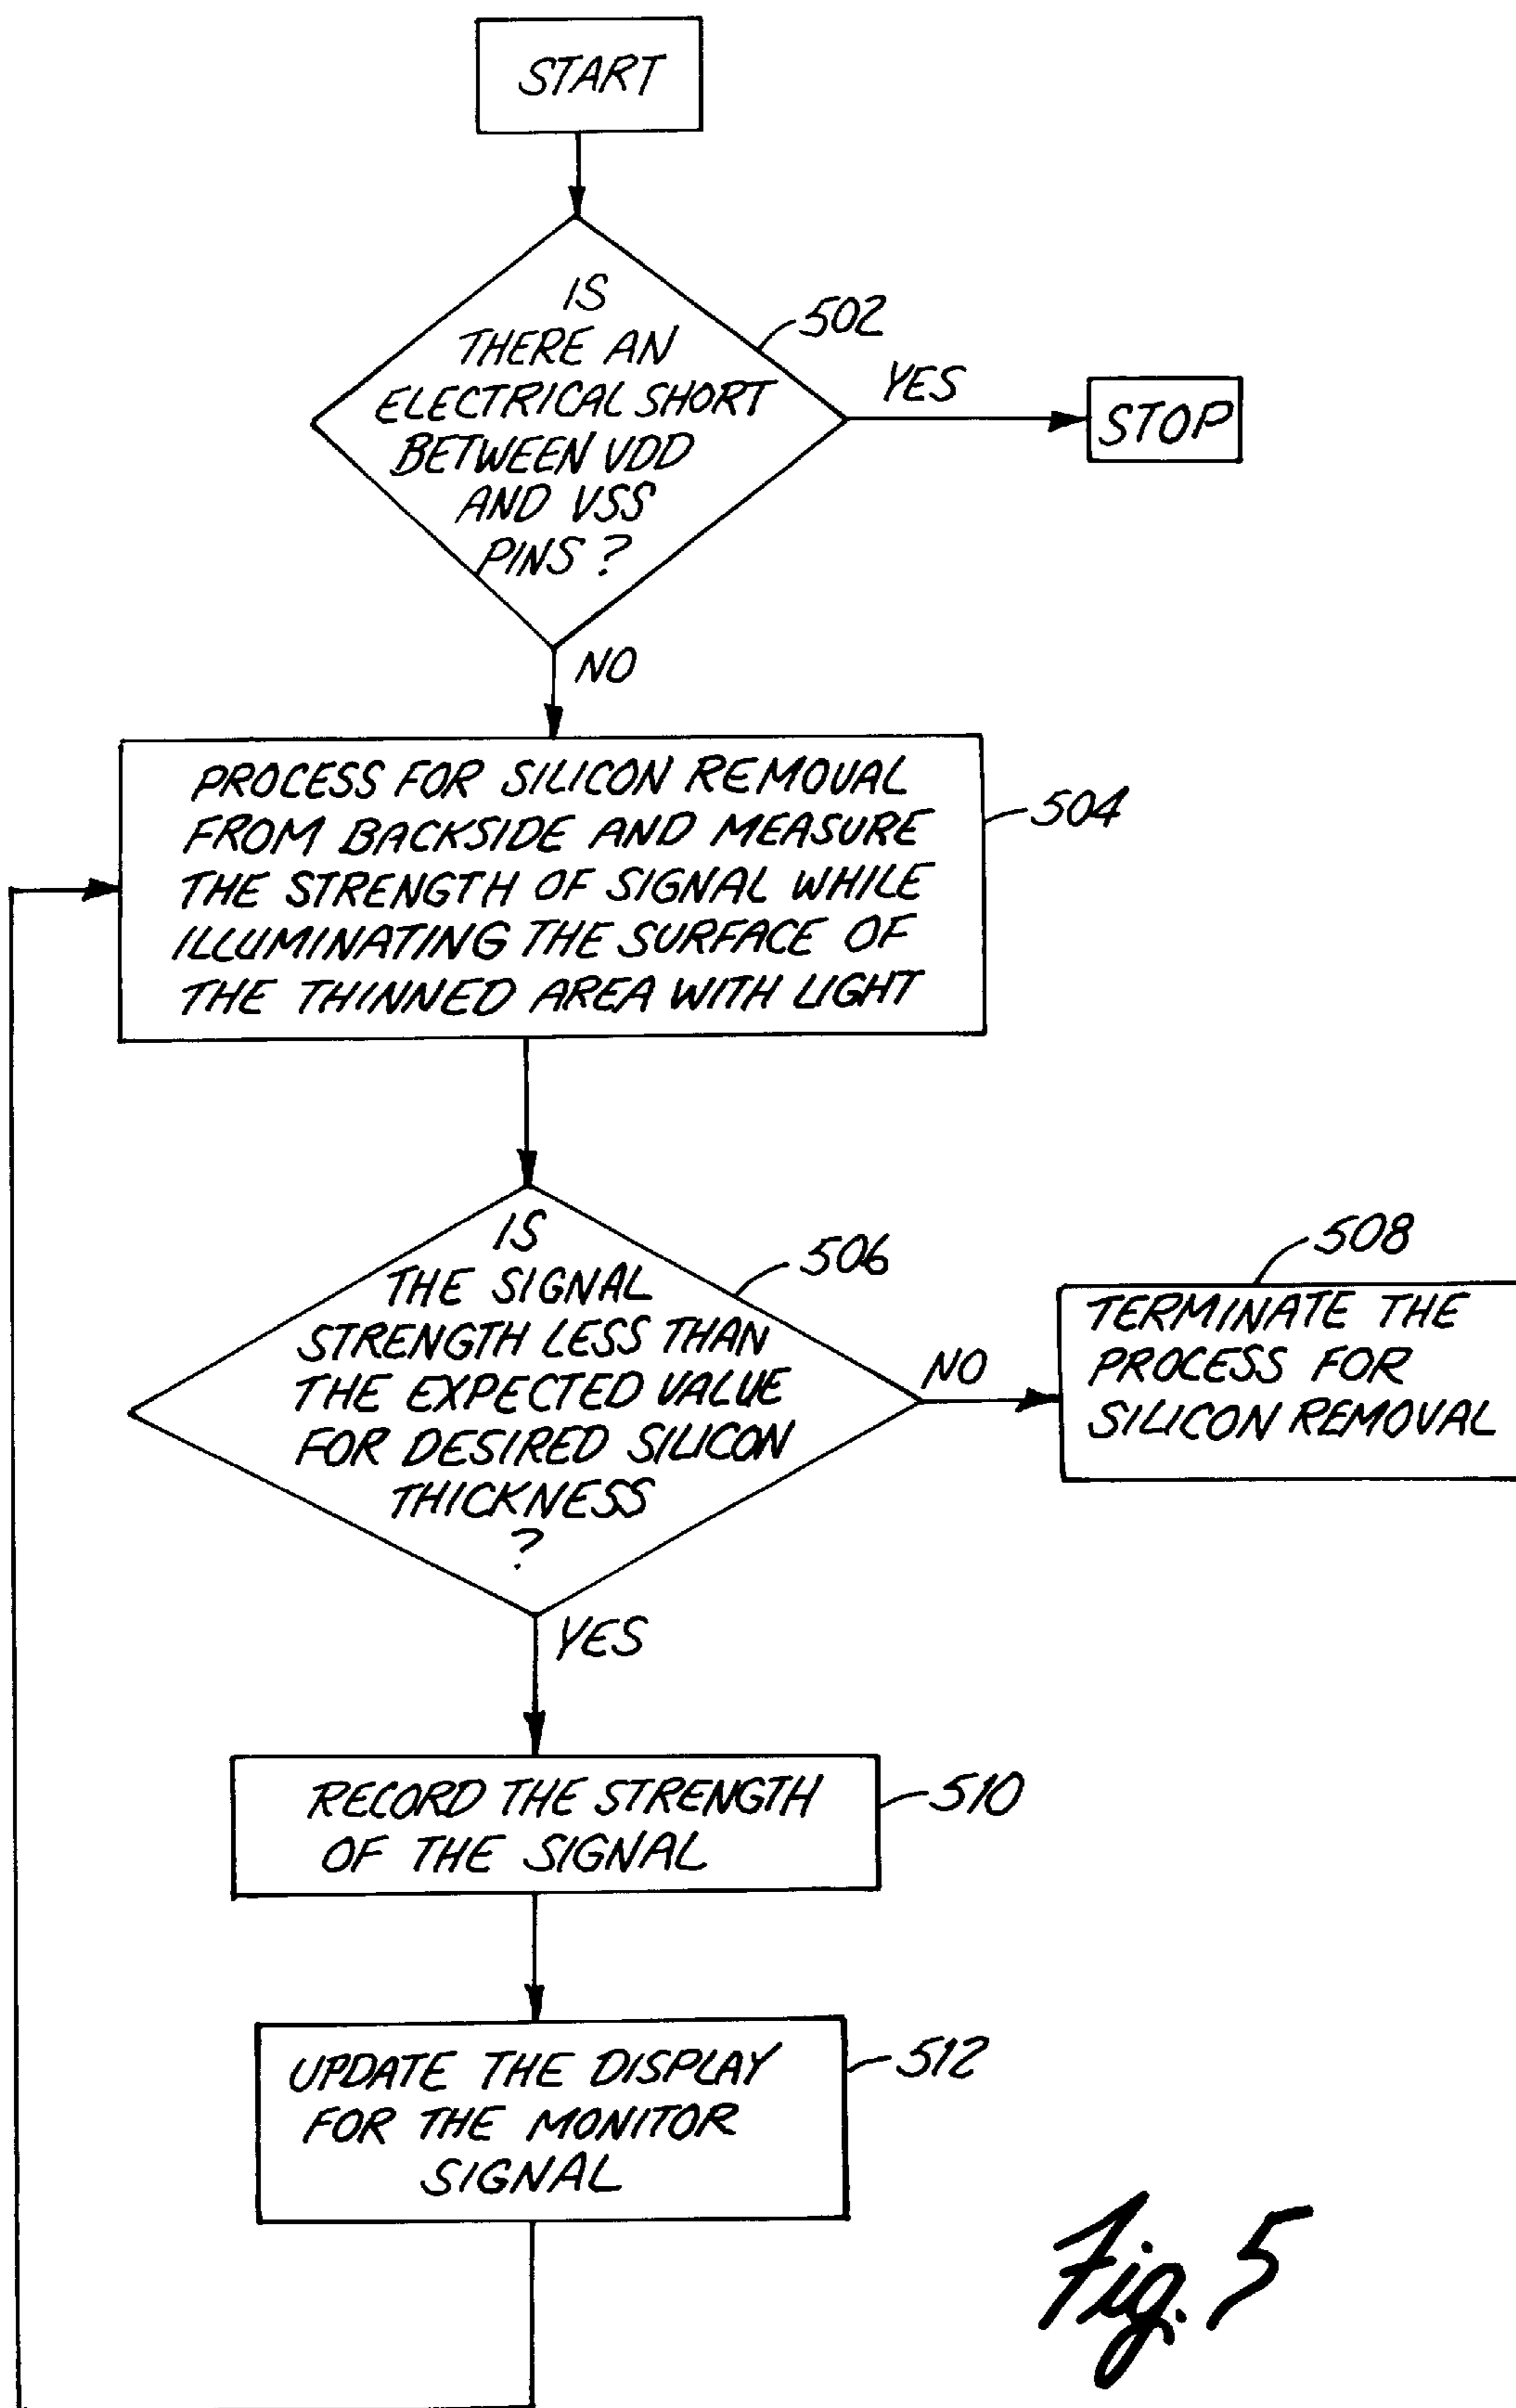 START
IS
THERE AN
ELECTRICAL SHORT
BETWEEN VDD
AND VSS
PINS?
502
YES
STOP
NO
PROCESS FOR SILICON REMOVAL
FROM BACKSIDE AND MEASURE
THE STRENGTH OF SIGNAL WHILE
ILLUMINATING THE SURFACE OF
THE THINNED AREA WITH LIGHT
504
IS
THE SIGNAL
STRENGTH LESS THAN
THE EXPECTED VALUE
FOR DESIRED SILICON
THICKNESS
?
506
NO
508
TERMINATE THE
PROCESS FOR
SILICON REMOVAL
YES
RECORD THE STRENGTH
OF THE SIGNAL
510
UPDATE THE DISPLAY
FOR THE MONITOR
SIGNAL
512
Fig. 5